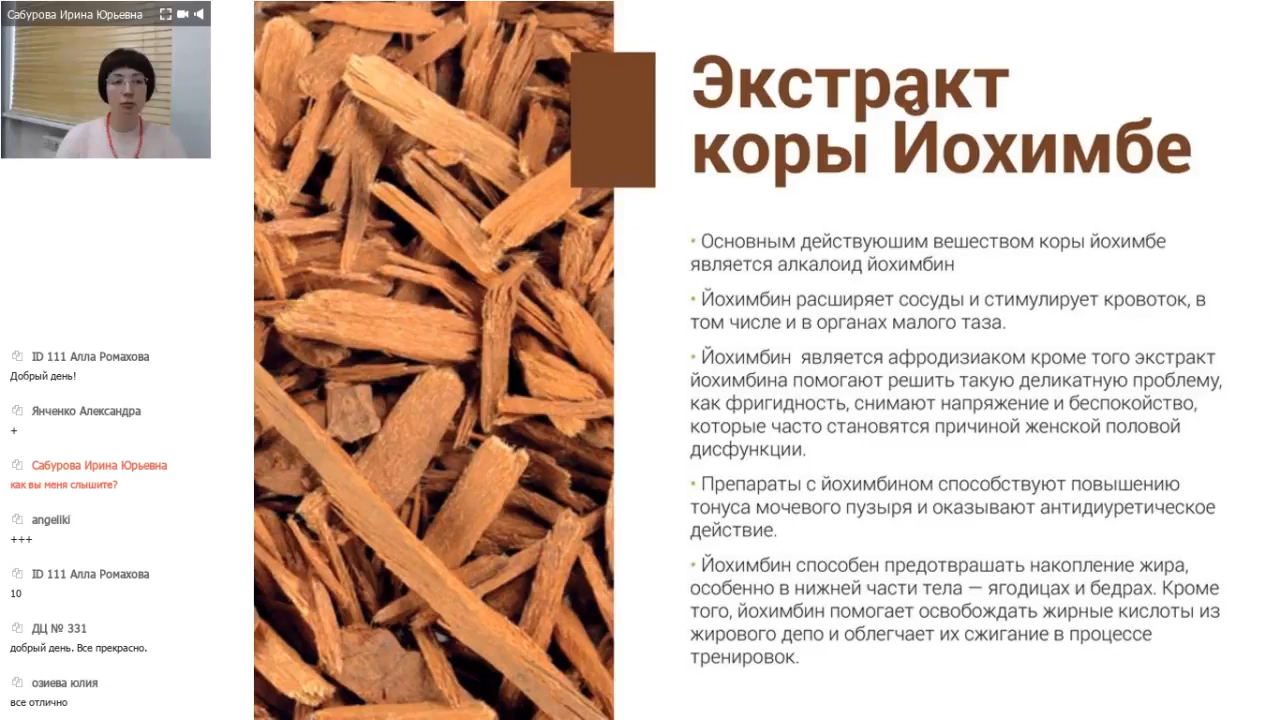 Сабурова Ирина Юрьевна
ID 111 Алла Ромахова
Добрый день!
Янченко Александра
+
Сабурова Ирина Юрьевна
как вы меня слышите?
angeliki
+++
ID 111 Алла Ромахова
10
ДЦ № 331
добрый день. Все прекрасно.
озиева юлия
все отлично
Экстракт
коры Йохимбе
• Основным действуюшим вешеством коры йохимбе
является алкалоид йохимбин
• Йохимбин расширяет сосуды и стимулирует кровоток, в
том числе и в органах малого таза.
• Йохимбин является афродизиаком кроме того экстракт
йохимбина помогают решить такую деликатную проблему,
как фригидность, снимают напряжение и беспокойство,
которые часто становятся причиной женской половой
дисфункции.
• Препараты с йохимбином способствуют повышению
тонуса мочевого пузыря и оказывают антидиуретическое
действие.
• Йохимбин способен предотврашать накопление жира,
особенно в нижней части тела — ягодицах и бедрах. Кроме
того, йохимбин помогает освобождать жирные кислоты из
жирового депо и облегчает их сжигание в процессе
тренировок.